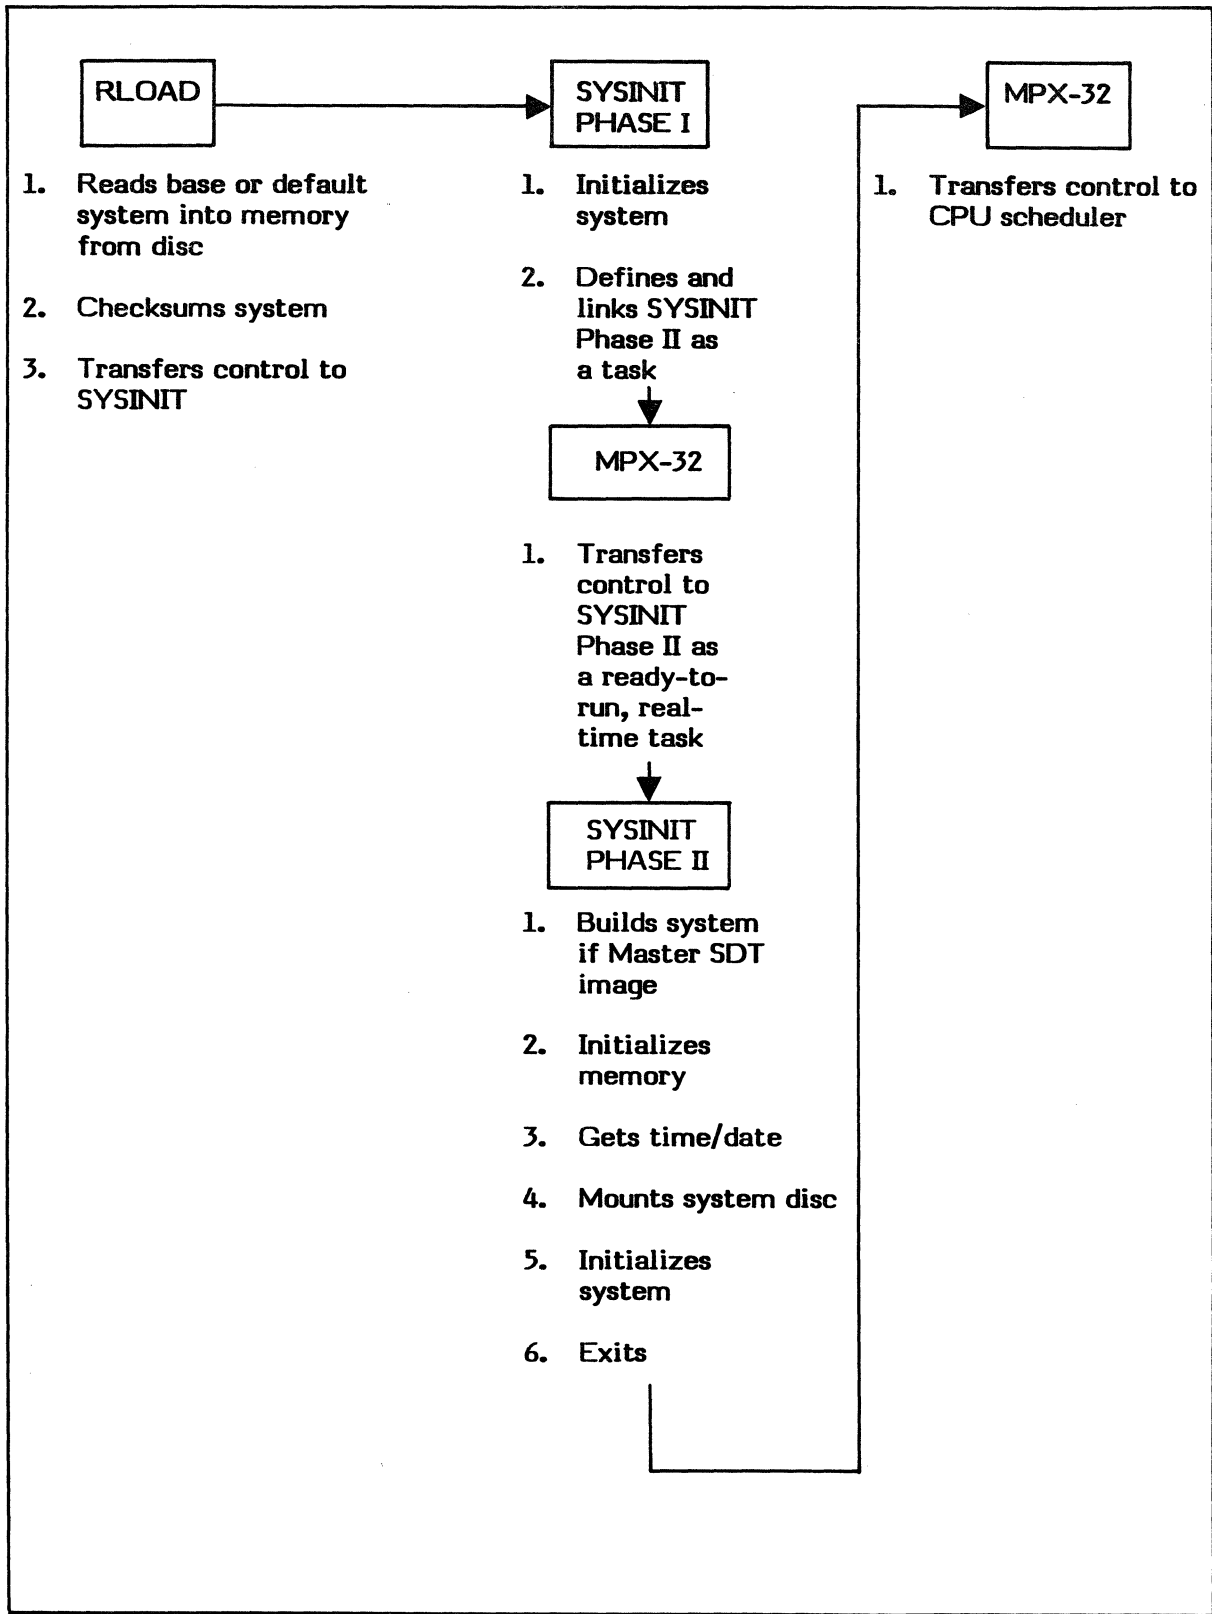 RLOAD
1. Reads base or default
system into memory
from disc
2. Checksums system
3. Transfers control to
SYSINIT
SYSINIT
PHASE I
1. Initializes
system
2. Defines and
links SYSINIT
Phase II as
a task
MPX-32
1. Transfers
control to
SYSINIT
Phase II as
a ready-to-
run, real-
time task
SYSINIT
PHASE II
1. Builds system
if Master SDT
image
2. Initializes
memory
3. Gets time/date
4. Mounts system disc
5. Initializes
system
6. Exits
MPX-32
1. Transfers control to
CPU scheduler